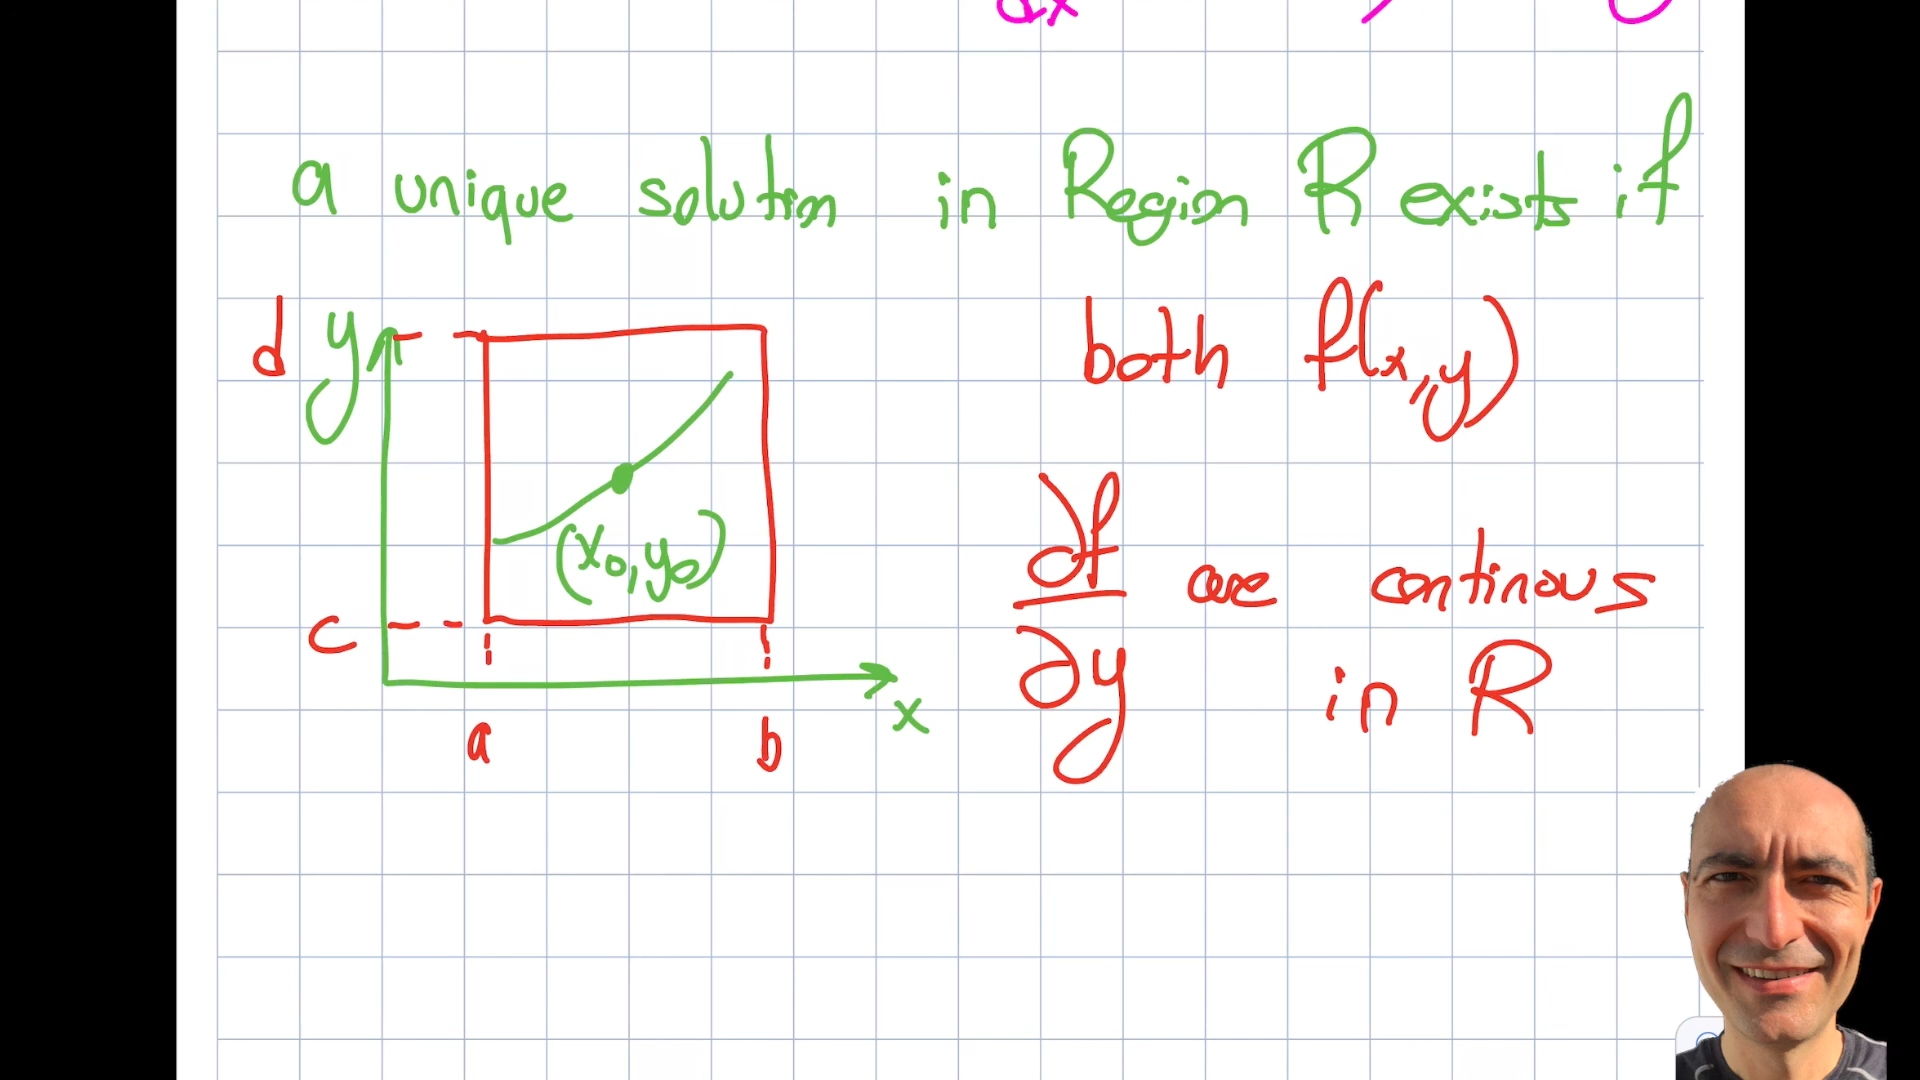 a unique solution in Region R exists if
d y
both f(x,y)
(x₀,y₀)
∂f/∂y are continous
c
in R
x
a b